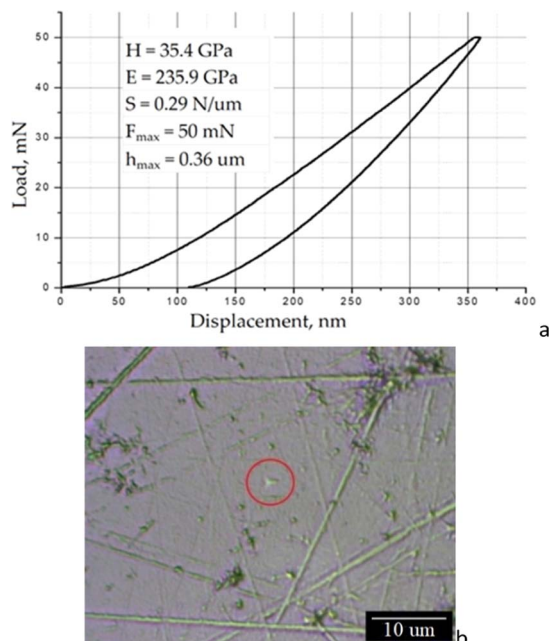 H = 35.4 GPa
E = 235.9 GPa
S = 0.29 N/um
Fmax = 50 mN
hmax = 0.36 um
Load, mN
50
40
30
20
10
0
0 50 100 150 200 250 300 350 400
Displacement, nm
a
10 um
b